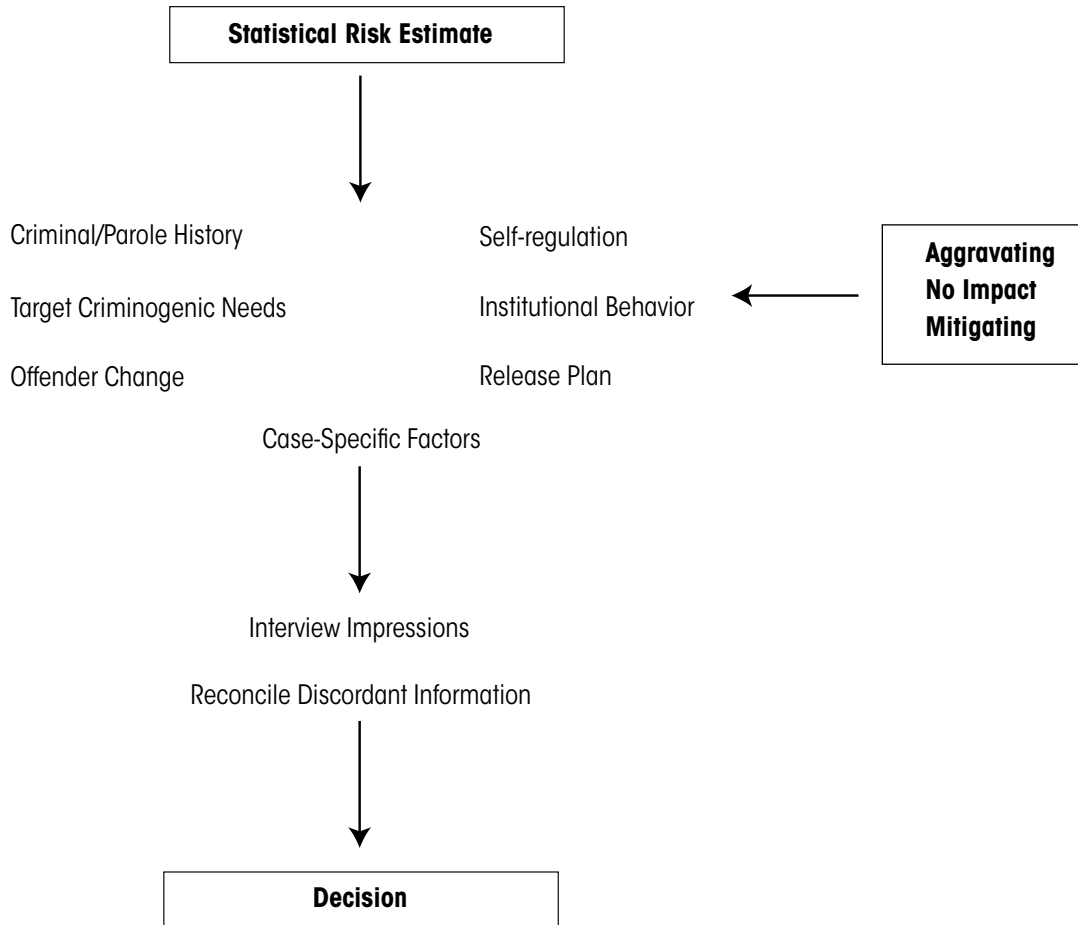 Statistical Risk Estimate
Criminal/Parole History
Self-regulation
Target Criminogenic Needs
Institutional Behavior
Offender Change
Release Plan
Case-Specific Factors
Aggravating
No Impact
Mitigating
Interview Impressions
Reconcile Discordant Information
Decision